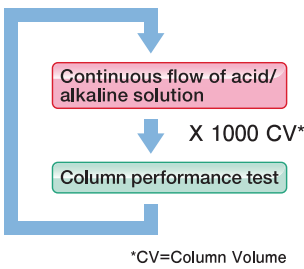 Continuous flow of acid/
alkaline solution
X 1000 CV*
Column performance test
*CV=Column Volume